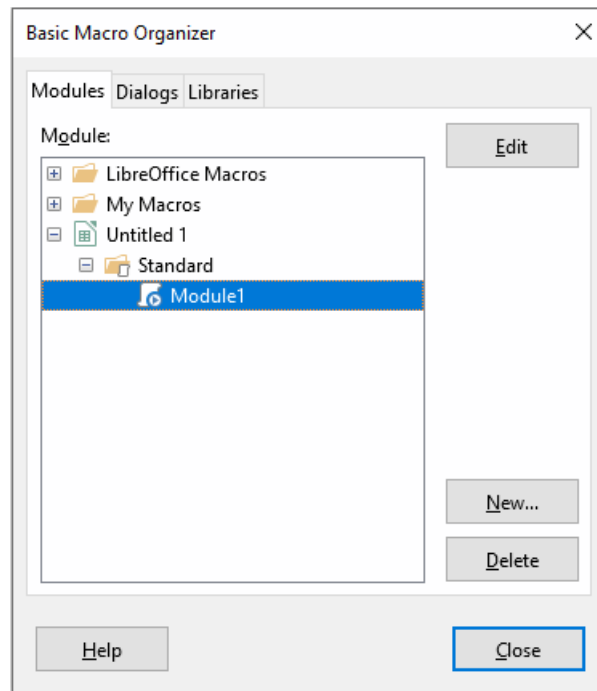 Basic Macro Organizer
Modules Dialogs Libraries
Module:
Edit
LibreOffice Macros
My Macros
Untitled 1
Standard
Module1
New...
Delete
Help
Close